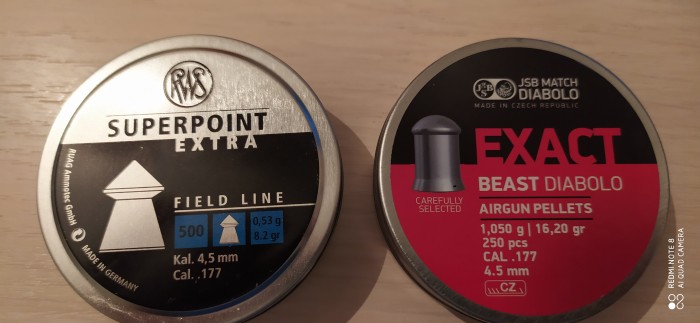 RWS
SUPERPOINT
EXTRA
RUAG Ammotec GmbH
FIELD LINE
500
0,53 g
8.2 gr
Kal. 4,5 mm
Cal. .177
MADE IN GERMANY
JSB
JSB MATCH
DIABOLO
MADE IN CZECH REPUBLIC
EXACT
BEAST DIABOLO
CAREFULLY
SELECTED
AIRGUN PELLETS
1,050 g | 16,20 gr
250 pcs
CAL .177
4.5 mm
CZ
REDMI NOTE 8
AI QUAD CAMERA